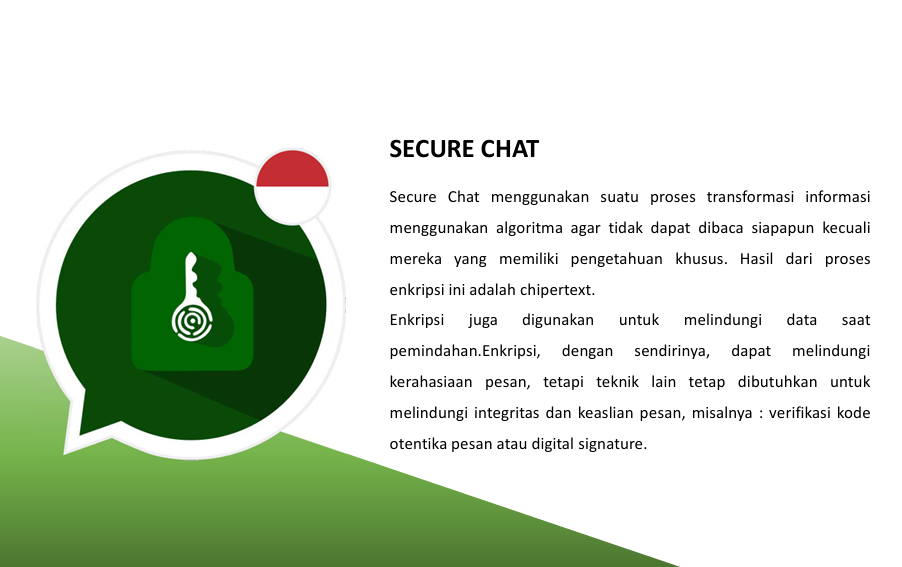 SECURE CHAT
Secure Chat menggunakan suatu proses transformasi informasi
menggunakan algoritma agar tidak dapat dibaca siapapun kecuali
mereka yang memiliki pengetahuan khusus. Hasil dari proses
enkripsi ini adalah chipertext.
Enkripsi juga digunakan untuk melindungi data saat
pemindahan.Enkripsi, dengan sendirinya, dapat melindungi
kerahasiaan pesan, tetapi teknik lain tetap dibutuhkan untuk
melindungi integritas dan keaslian pesan, misalnya : verifikasi kode
otentika pesan atau digital signature.